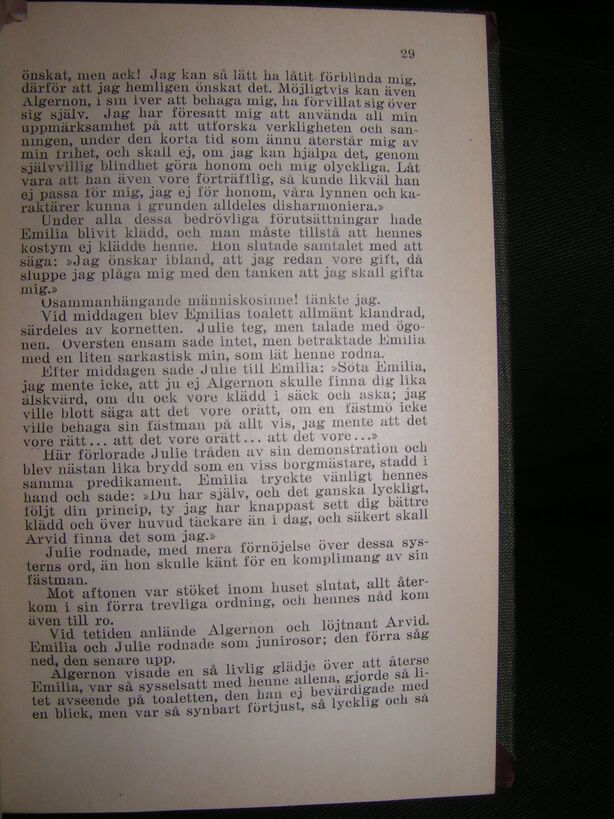 29
önskat, men ack! Jag kan så lätt ha låtit förblinda mig,
därför att jag hemligen önskat det. Möjligtvis kan även
Algernon, i sin iver att behaga mig, ha förvillat sig över
sig själv. Jag har föresatt mig att använda all min
uppmärksamhet på att utforska verkligheten och san-
ningen, under den korta tid som ännu återstår mig av
min frihet, och skall ej, om jag kan hjälpa det, genom
självvillig blindhet göra honom och mig olyckliga. Låt
vara att han även vore förträfflig, så kunde likväl han
ej passa för mig, jag ej för honom, våra lynnen och ka-
raktärer kunna i grunden alldeles disharmoniera.»
Under alla dessa bedrövliga förutsättningar hade
Emilia blivit klädd, och man måste tillstå att hennes
kostym ej klädde henne. Hon slutade samtalet med att
säga: »Jag önskar ibland, att jag redan vore gift, då
sluppe jag plåga mig med den tanken att jag skall gifta
mig.»
Osammanhängande människosinne! tänkte jag.
Vid middagen blev Emilias toalett allmänt klandrad,
särdeles av kornetten. Julie teg, men talade med ögo-
nen. Översten ensam sade intet, men betraktade Emilia
med en liten sarkastisk min, som lät henne rodna.
Efter middagen sade Julie till Emilia: »Söta Emilia,
jag mente icke, att ju ej Algernon skulle finna dig lika
älskvärd, om du ock vore klädd i säck och aska; jag
ville blott säga att det vore orätt, om en fästmö icke
ville behaga sin fästman på allt vis, jag mente att det
vore rätt... att det vore orätt... att det vore...»
Här förlorade Julie tråden av sin demonstration och
blev nästan lika brydd som en viss borgmästare, stadd i
samma predikament. Emilia tryckte vänligt hennes
hand och sade: »Du har själv, och det ganska lyckligt,
följt din princip, ty jag har knappast sett dig bättre
klädd och över huvud täckare än i dag, och säkert skall
Arvid finna det som jag.»
Julie rodnade, med mera förnöjelse över dessa sys-
terns ord, än hon skulle känt för en komplimang av sin
fästman.
Mot aftonen var stöket inom huset slutat, allt åter-
kom i sin förra trevliga ordning, och hennes nåd kom
även till ro.
Vid tetiden anlände Algernon och löjtnant Arvid.
Emilia och Julie rodnade som junirosor; den förra såg
ned, den senare upp.
Algernon visade en så livlig glädje över att återse
Emilia, var så sysselsatt med henne allena, gjorde så li-
tet avseende på toaletten, den han ej bevärdigade med
en blick, men var så synbart förtjust, så lycklig och så